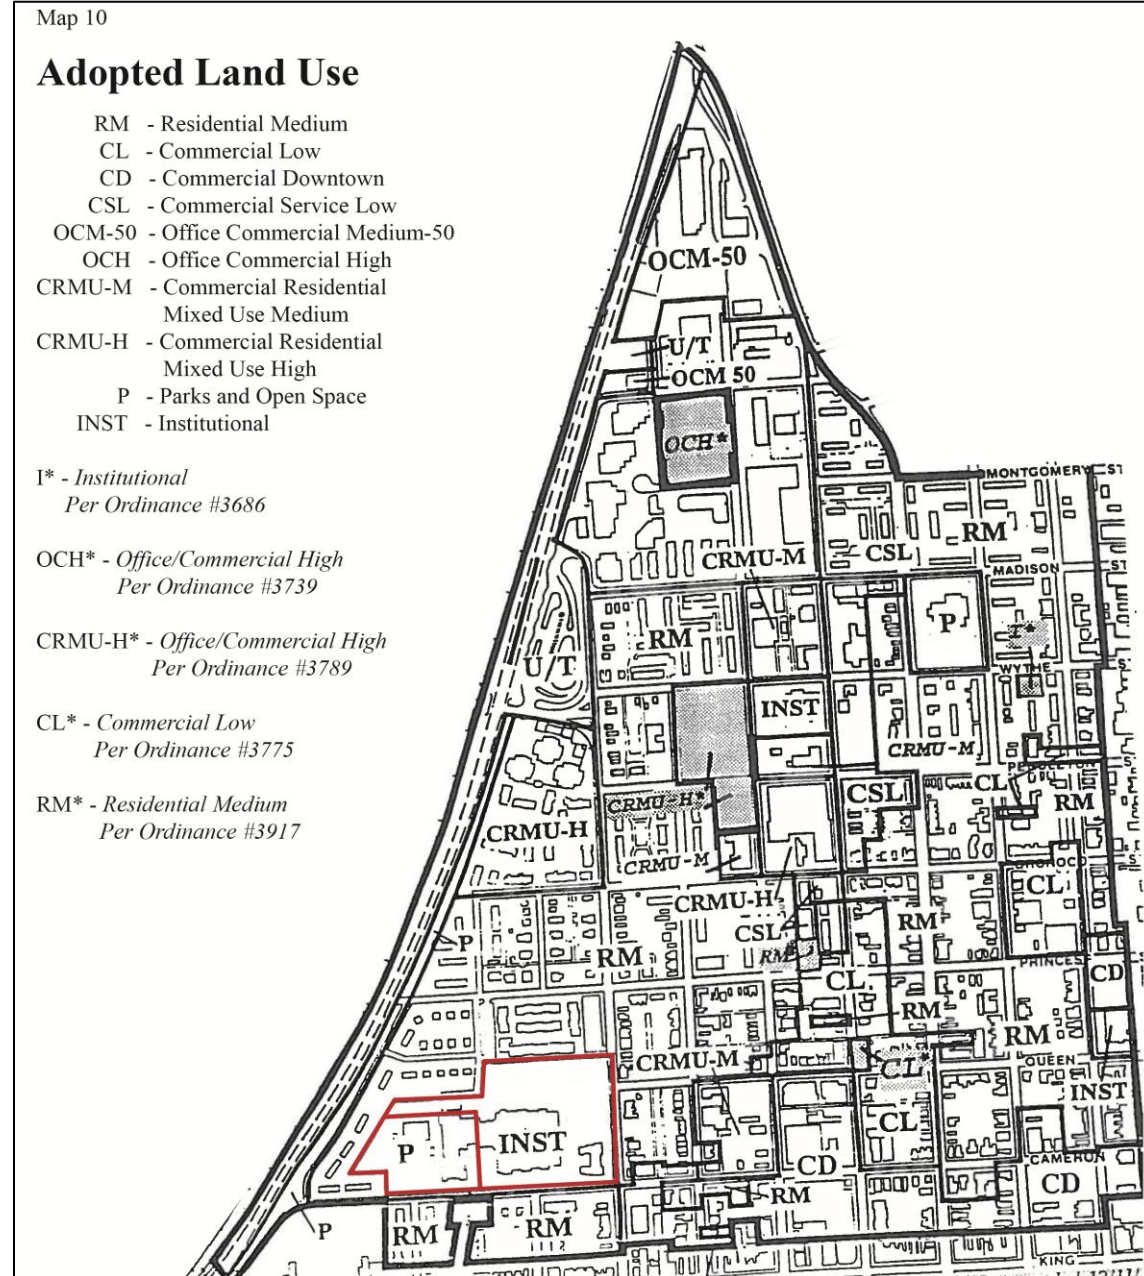 Map 10
Adopted Land Use
RM - Residential Medium
CL - Commercial Low
CD - Commercial Downtown
CSL - Commercial Service Low
OCM-50 - Office Commercial Medium-50
OCH - Office Commercial High
CRMU-M - Commercial Residential
Mixed Use Medium
CRMU-H - Commercial Residential
Mixed Use High
P - Parks and Open Space
INST - Institutional
I* - Institutional
Per Ordinance #3686
OCH* - Office/Commercial High
Per Ordinance #3739
CRMU-H* - Office/Commercial High
Per Ordinance #3789
CL* - Commercial Low
Per Ordinance #3775
RM* - Residential Medium
Per Ordinance #3917
OCM-50
U/T
OCM 50
OCH*
MONTGOMERY ST
RM
CSL
CRMU-M
MADISON ST
RM
P
I*
U/T
WYTHE
INST
CRMU-M
PENDLETON
CL
RM
CSL
CRMU-H*
CRMU-H
CRMU-M
ORONOCO
CL
CRMU-H
RM
CSL
P
RM
RM*
PRINCESS
CD
CL
RM
RM
CRMU-M
CL*
QUEEN
INST
INST
P
CL
CD
CAMERON
RM
CD
P
RM
RM
KING